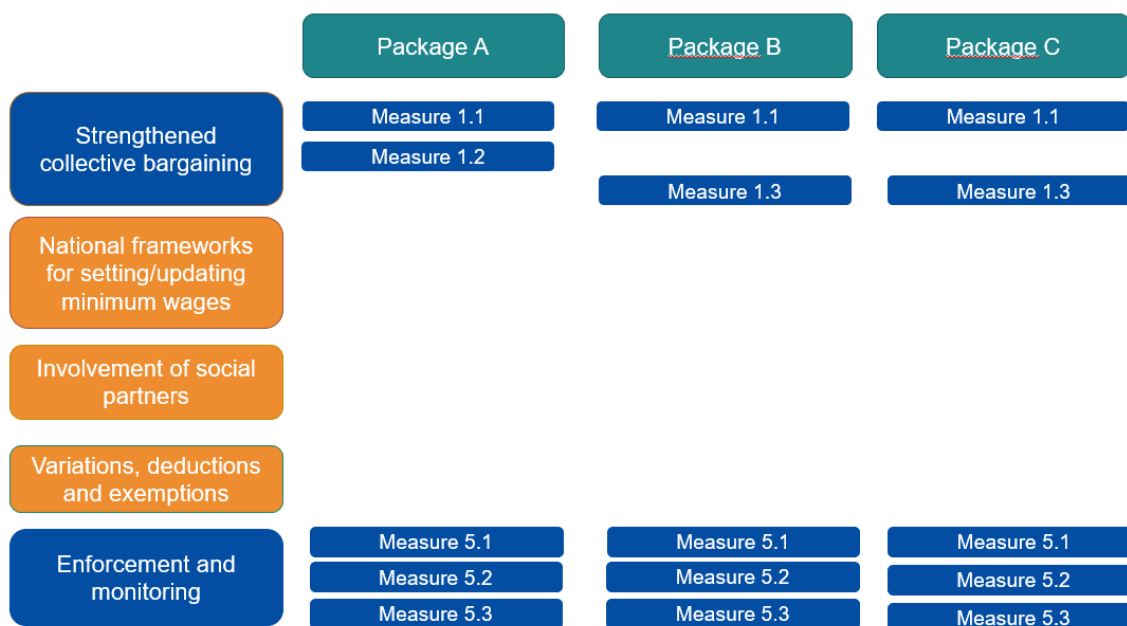 Package A
Package B
Package C
Strengthened
collective bargaining
Measure 1.1
Measure 1.1
Measure 1.1
Measure 1.2
Measure 1.3
Measure 1.3
National frameworks
for setting/updating
minimum wages
Involvement of social
partners
Variations, deductions
and exemptions
Enforcement and
monitoring
Measure 5.1
Measure 5.1
Measure 5.1
Measure 5.2
Measure 5.2
Measure 5.2
Measure 5.3
Measure 5.3
Measure 5.3